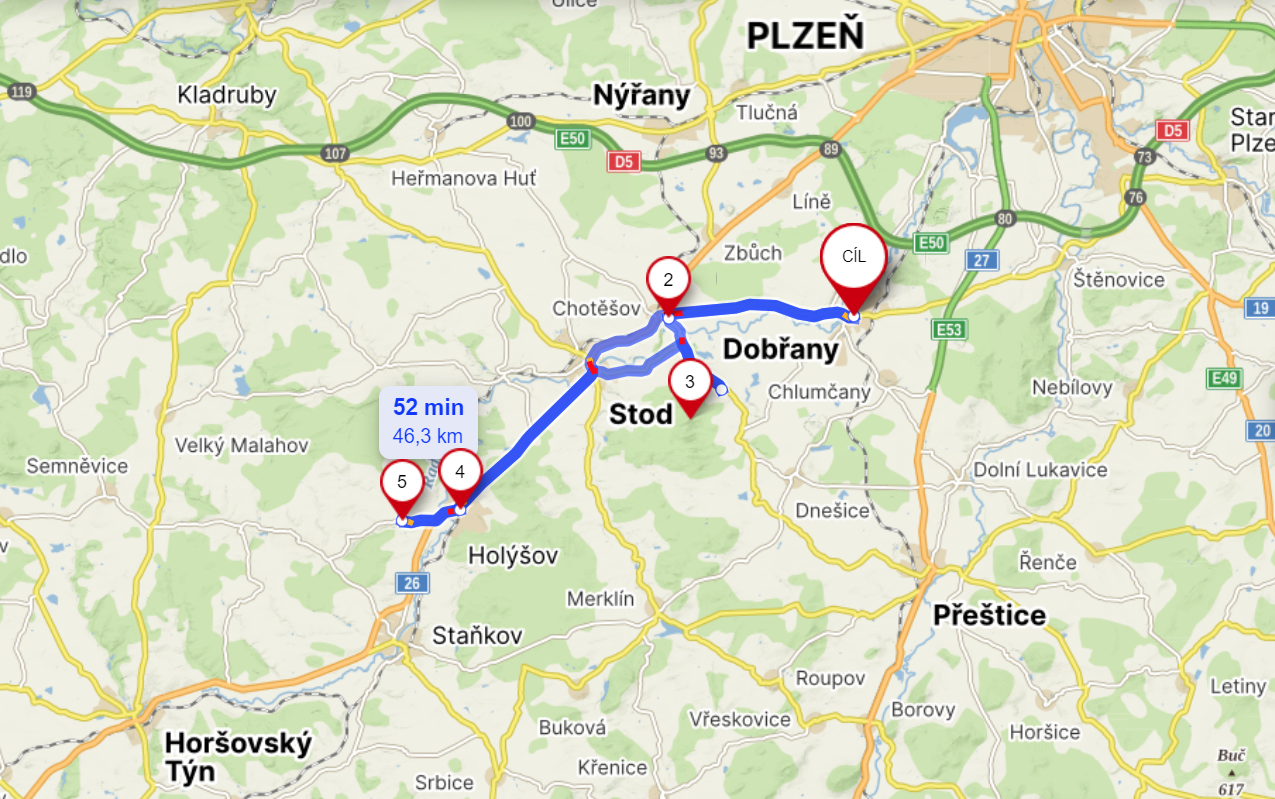 Ulice
PLZEŇ
119
Kladruby
Nýřany
Tlučná
100
E50
107
D5
93
89
D5
73
76
Heřmanova Huť
Líně
80
E50
27
dlo
Zbůch
CÍL
2
Štěnovice
Chotěšov
19
E53
Dobřany
3
Chlumčany
Nebílovy
E49
52 min
46,3 km
Stod
20
Velký Malahov
Semněvice
5
4
Dolní Lukavice
Dnešice
Holýšov
Řenče
26
Merklín
Přeštice
Staňkov
Roupov
Letiny
Borovy
Buková
Vřeskovice
Horšice
Horšovský
Týn
Buč
617
Křenice
Srbice